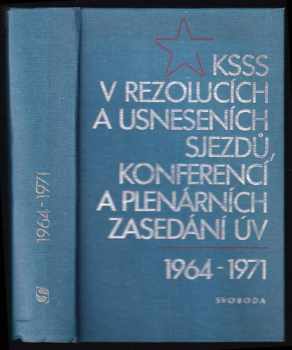 1964-1971
KSSS
V REZOLUCÍCH
A USNESENÍCH
SJEZDŮ,
KONFERENCÍ
A PLENÁRNÍCH
ZASEDÁNÍ ÚV
1964-1971
SVOBODA